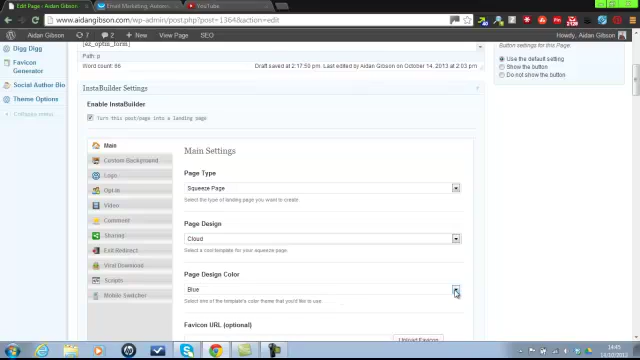 Edit Page ‹ Aidan Gibson
Email Marketing, Autores
YouTube
www.aidangibson.com/wp-admin/post.php?post=1364&action=edit
Aidan Gibson
7
5
New
View Page
Howdy, Aidan Gibson
Digg Digg
Favicon
Generator
Social Author Bio
Theme Options
Collapse menu
[ez_optin_form]
Path: p
Word count: 86
Draft saved at 2:17:50 pm. Last edited by Aidan Gibson on October 14, 2013 at 2:03 pm
Button settings for this Page:
Use the default setting
Show the button
Do not show the button
InstaBuilder Settings
Enable InstaBuilder
Turn this post/page into a landing page
Main
Custom Background
Logo
Opt-In
Video
Comment
Sharing
Exit Redirect
Viral Download
Scripts
Mobile Switcher
Main Settings
Page Type
Squeeze Page
Select the type of landing page you want to create.
Page Design
Cloud
Select a cool template for your squeeze page.
Page Design Color
Blue
Select one of the template's color theme that you'd like to use
Favicon URL (optional)
Upload Favicon
14:45
14/10/2013